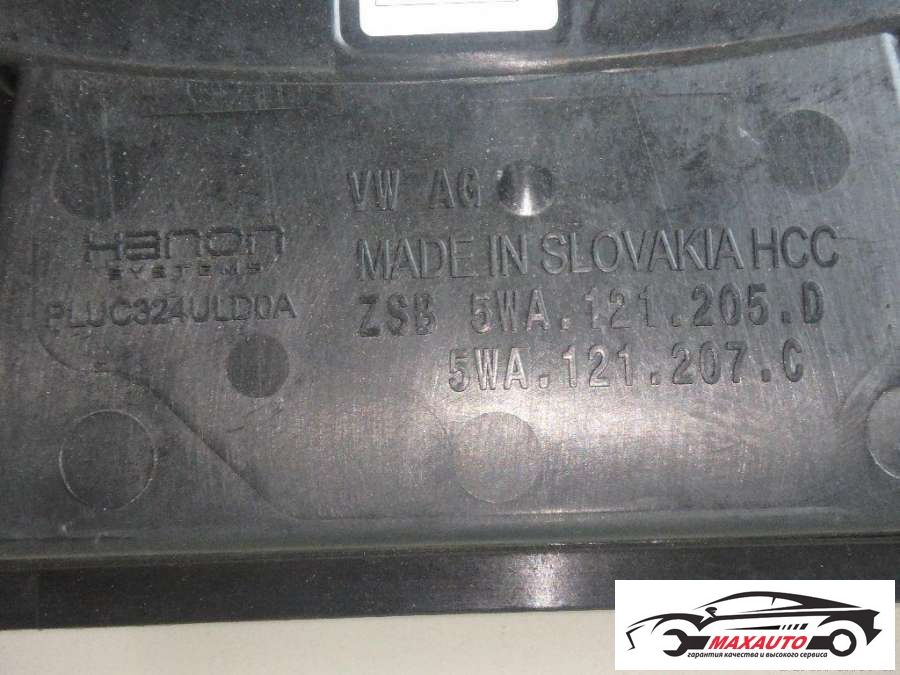 VW AG
Hanon
SYSTEMS
MADE IN SLOVAKIA HCC
PLUC324ULD0A
ZSB 5WA.121.205.D
5WA.121.207.C
MAXAUTO
гарантия качества и высокого сервиса